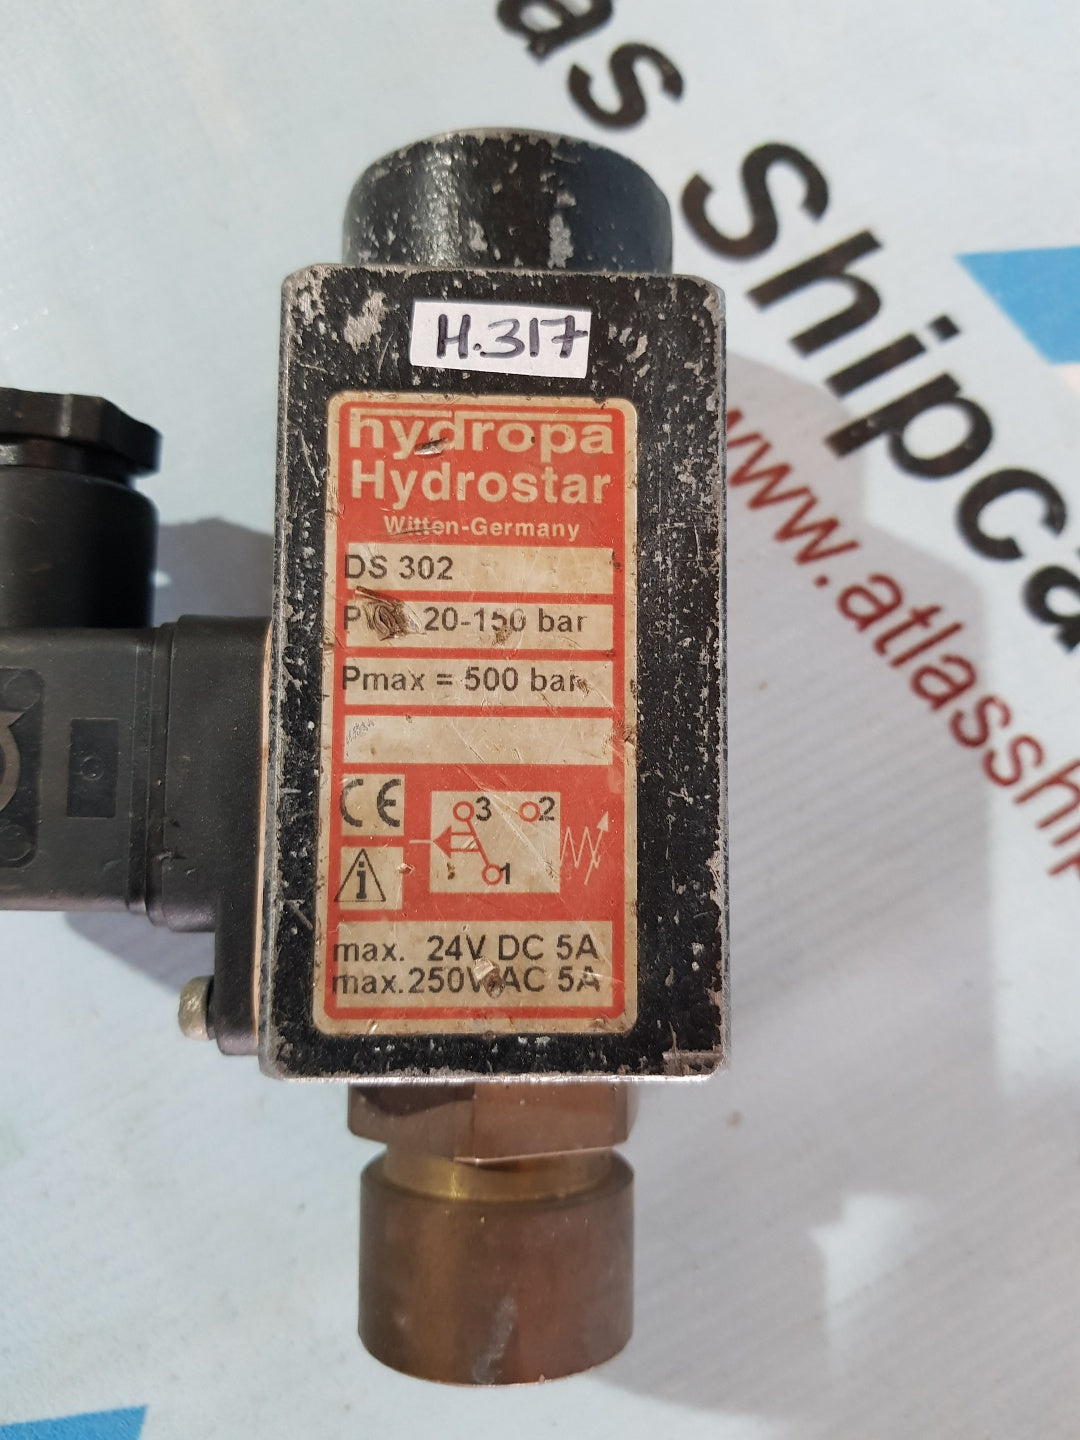 as Shipca
www.atlasship
H.317
hydropa
Hydrostar
Witten-Germany
DS 302
20-150 bar
Pmax = 500 bar
CE
3 2
1
i
max. 24V DC 5A
max. 250V AC 5A